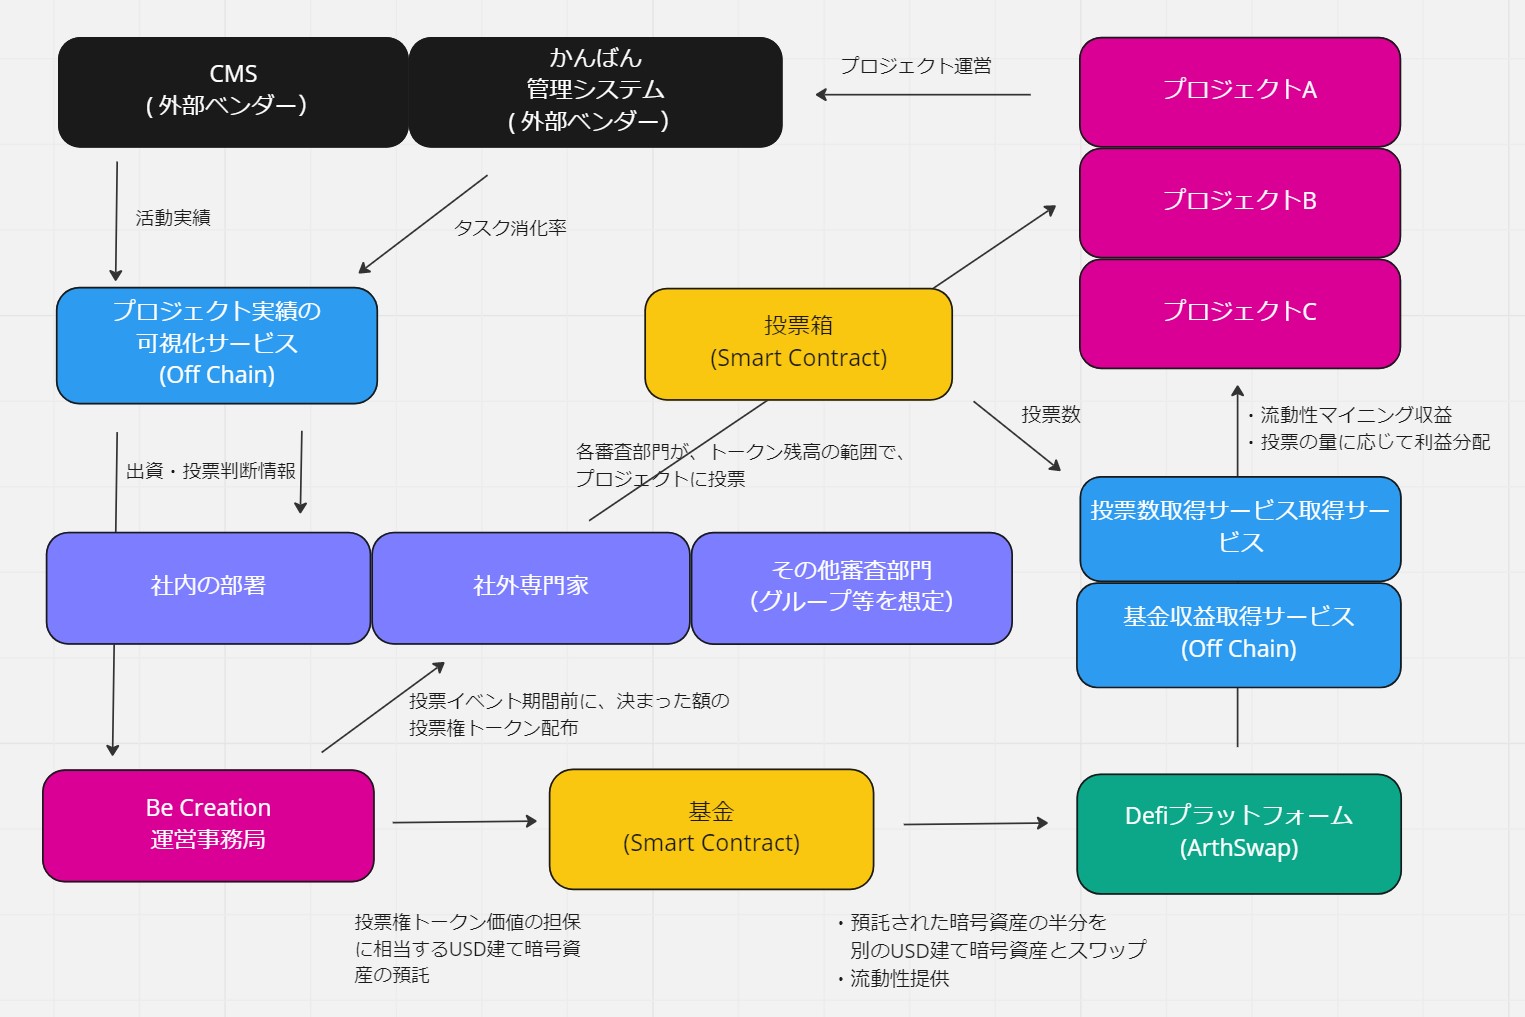 CMS
( 外部ベンダー）
かんばん
管理システム
( 外部ベンダー）
プロジェクト運営
プロジェクトA
プロジェクトB
プロジェクトC
活動実績
タスク消化率
プロジェクト実績の
可視化サービス
(Off Chain)
投票箱
(Smart Contract)
投票数
・流動性マイニング収益
・投票の量に応じて利益分配
出資・投票判断情報
各審査部門が、トークン残高の範囲で、
プロジェクトに投票
投票数取得サービス取得サー
ビス
基金収益取得サービス
(Off Chain)
社内の部署
社外専門家
その他審査部門
（グループ等を想定）
投票イベント期間前に、決まった額の
投票権トークン配布
Be Creation
運営事務局
基金
(Smart Contract)
Defiプラットフォーム
(ArthSwap)
投票権トークン価値の担保
に相当するUSD建て暗号資
産の預託
・預託された暗号資産の半分を
別のUSD建て暗号資産とスワップ
・流動性提供